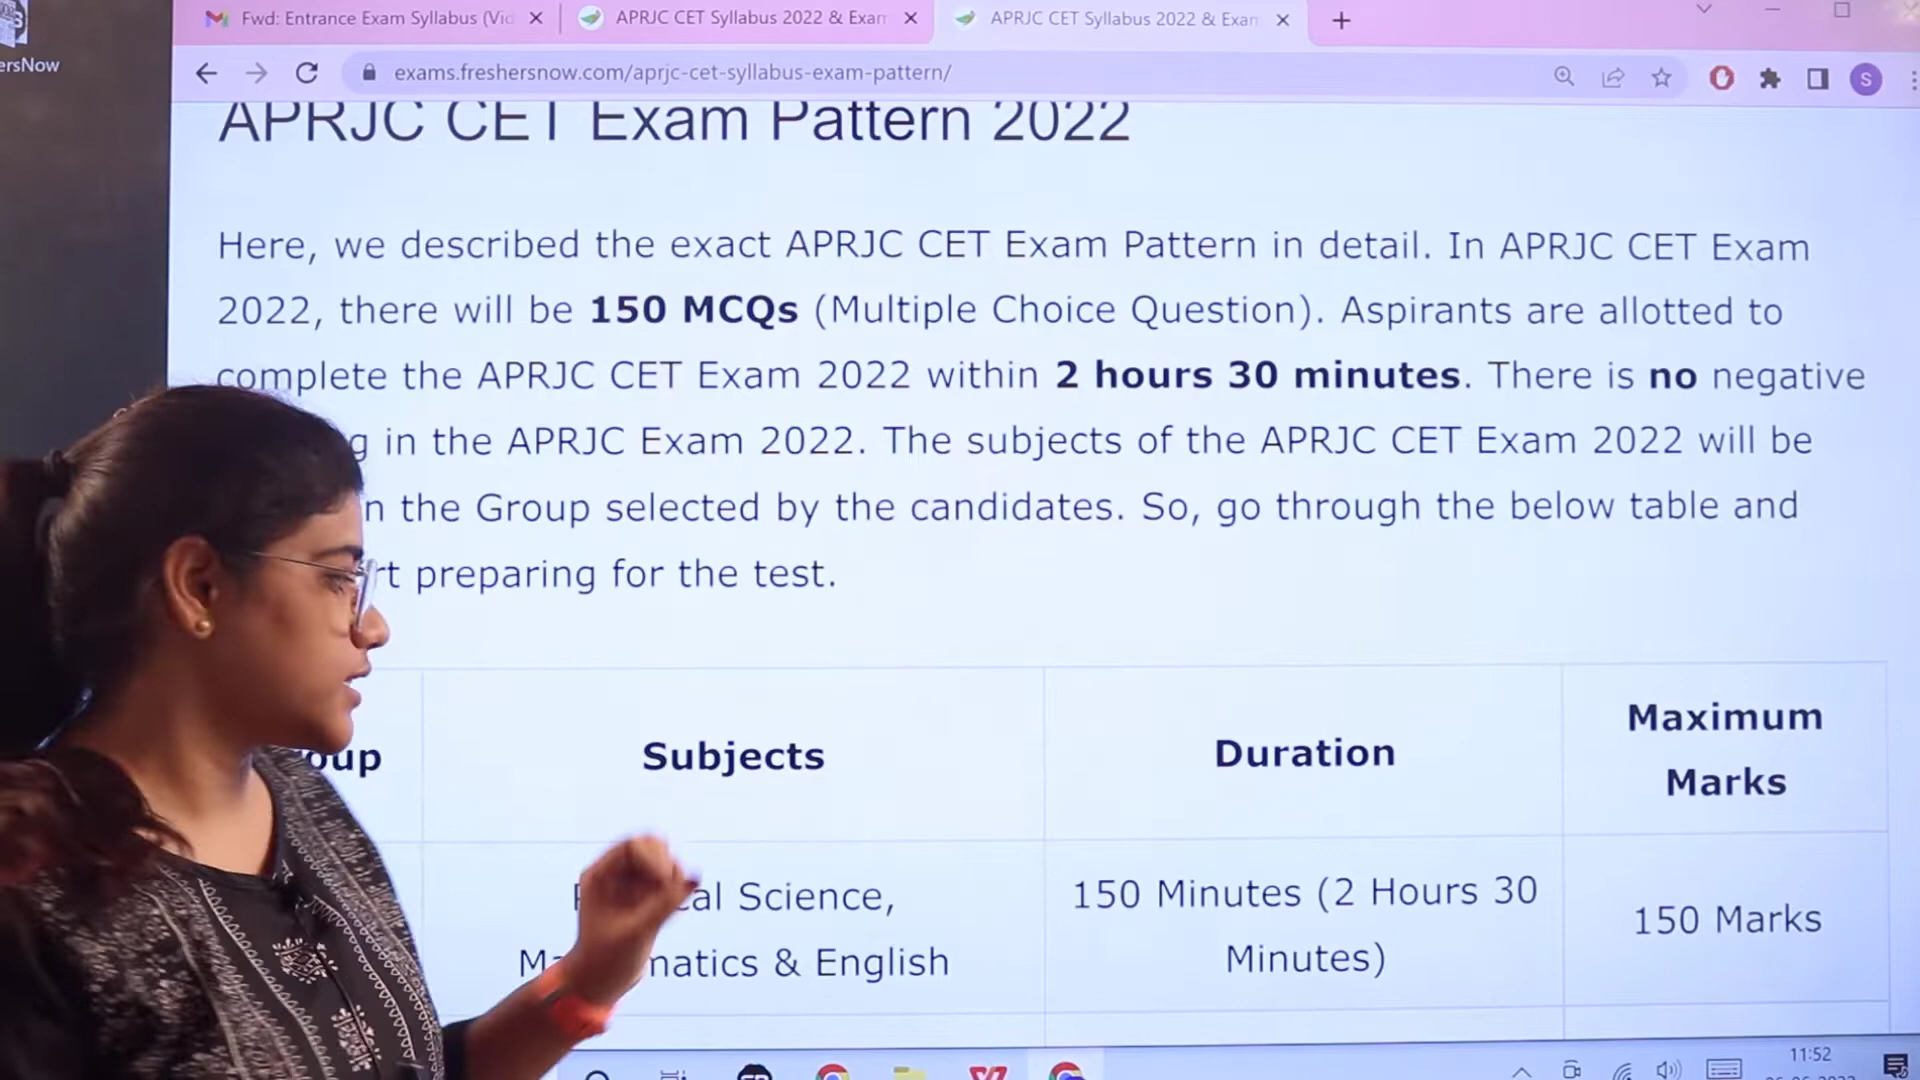 ersNow
Fwd: Entrance Exam Syllabus (Vic
APRJC CET Syllabus 2022 & Exam
APRJC CET Syllabus 2022 & Exam
exams.freshersnow.com/aprjc-cet-syllabus-exam-pattern/
S
APRJC CET Exam Pattern 2022
Here, we described the exact APRJC CET Exam Pattern in detail. In APRJC CET Exam
2022, there will be 150 MCQs (Multiple Choice Question). Aspirants are allotted to
complete the APRJC CET Exam 2022 within 2 hours 30 minutes. There is no negative
g in the APRJC Exam 2022. The subjects of the APRJC CET Exam 2022 will be
n the Group selected by the candidates. So, go through the below table and
rt preparing for the test.
oup
Subjects
Duration
Maximum
Marks
al Science,
matics & English
150 Minutes (2 Hours 30
Minutes)
150 Marks
11:52